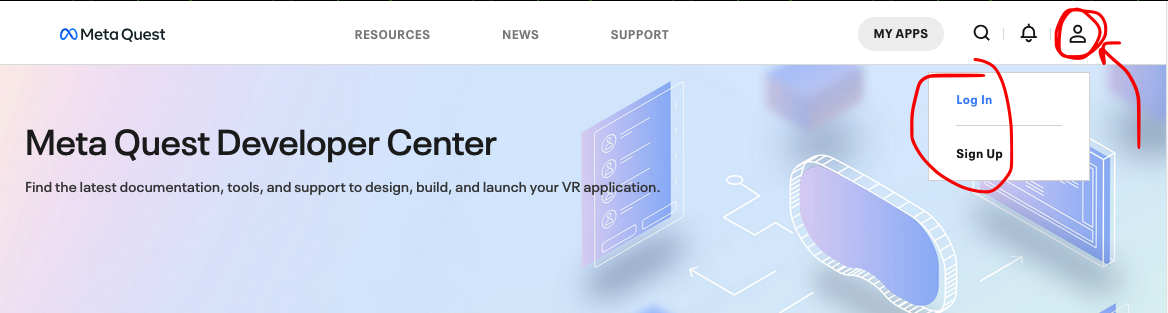 Meta Quest
RESOURCES
NEWS
SUPPORT
MY APPS
Log In
Sign Up
Meta Quest Developer Center
Find the latest documentation, tools, and support to design, build, and launch your VR application.